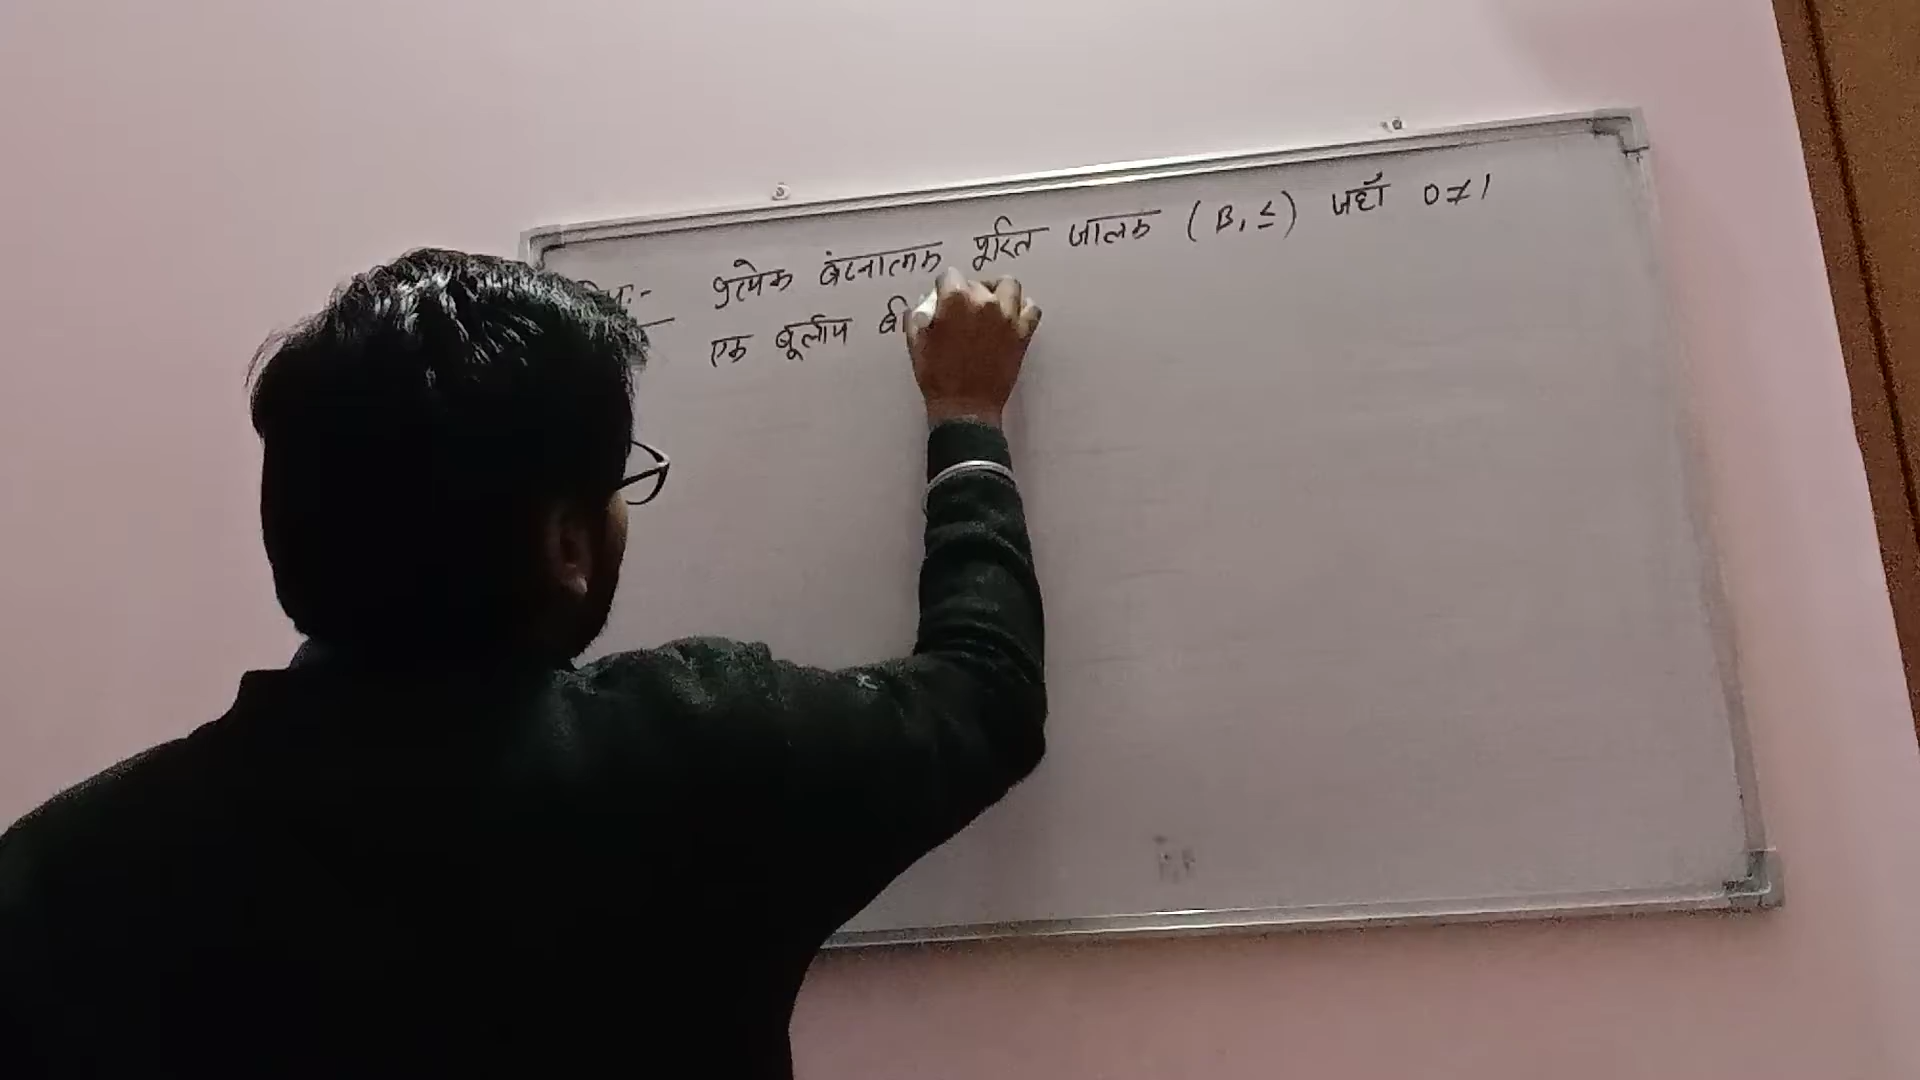 प्रत्येक बंटनात्मक पूरित जालक (B, ≤) जहाँ 0≠1
एक बूलीय